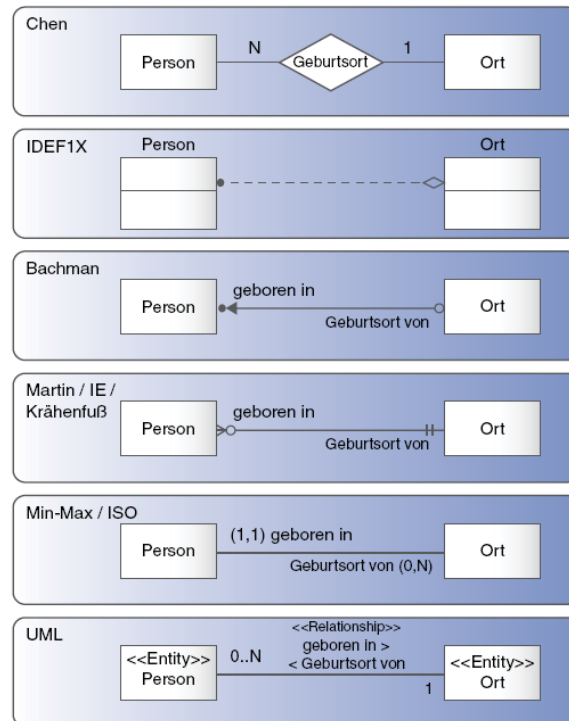 Chen
Person
N
Geburtsort
1
Ort
IDEF1X
Person
Ort
Bachman
Person
geboren in
Geburtsort von
Ort
Martin / IE /
Krähenfuß
Person
geboren in
Geburtsort von
Ort
Min-Max / ISO
Person
(1,1) geboren in
Geburtsort von (0,N)
Ort
UML
<<Entity>>
Person
0..N
<<Relationship>>
geboren in >
< Geburtsort von
1
<<Entity>>
Ort